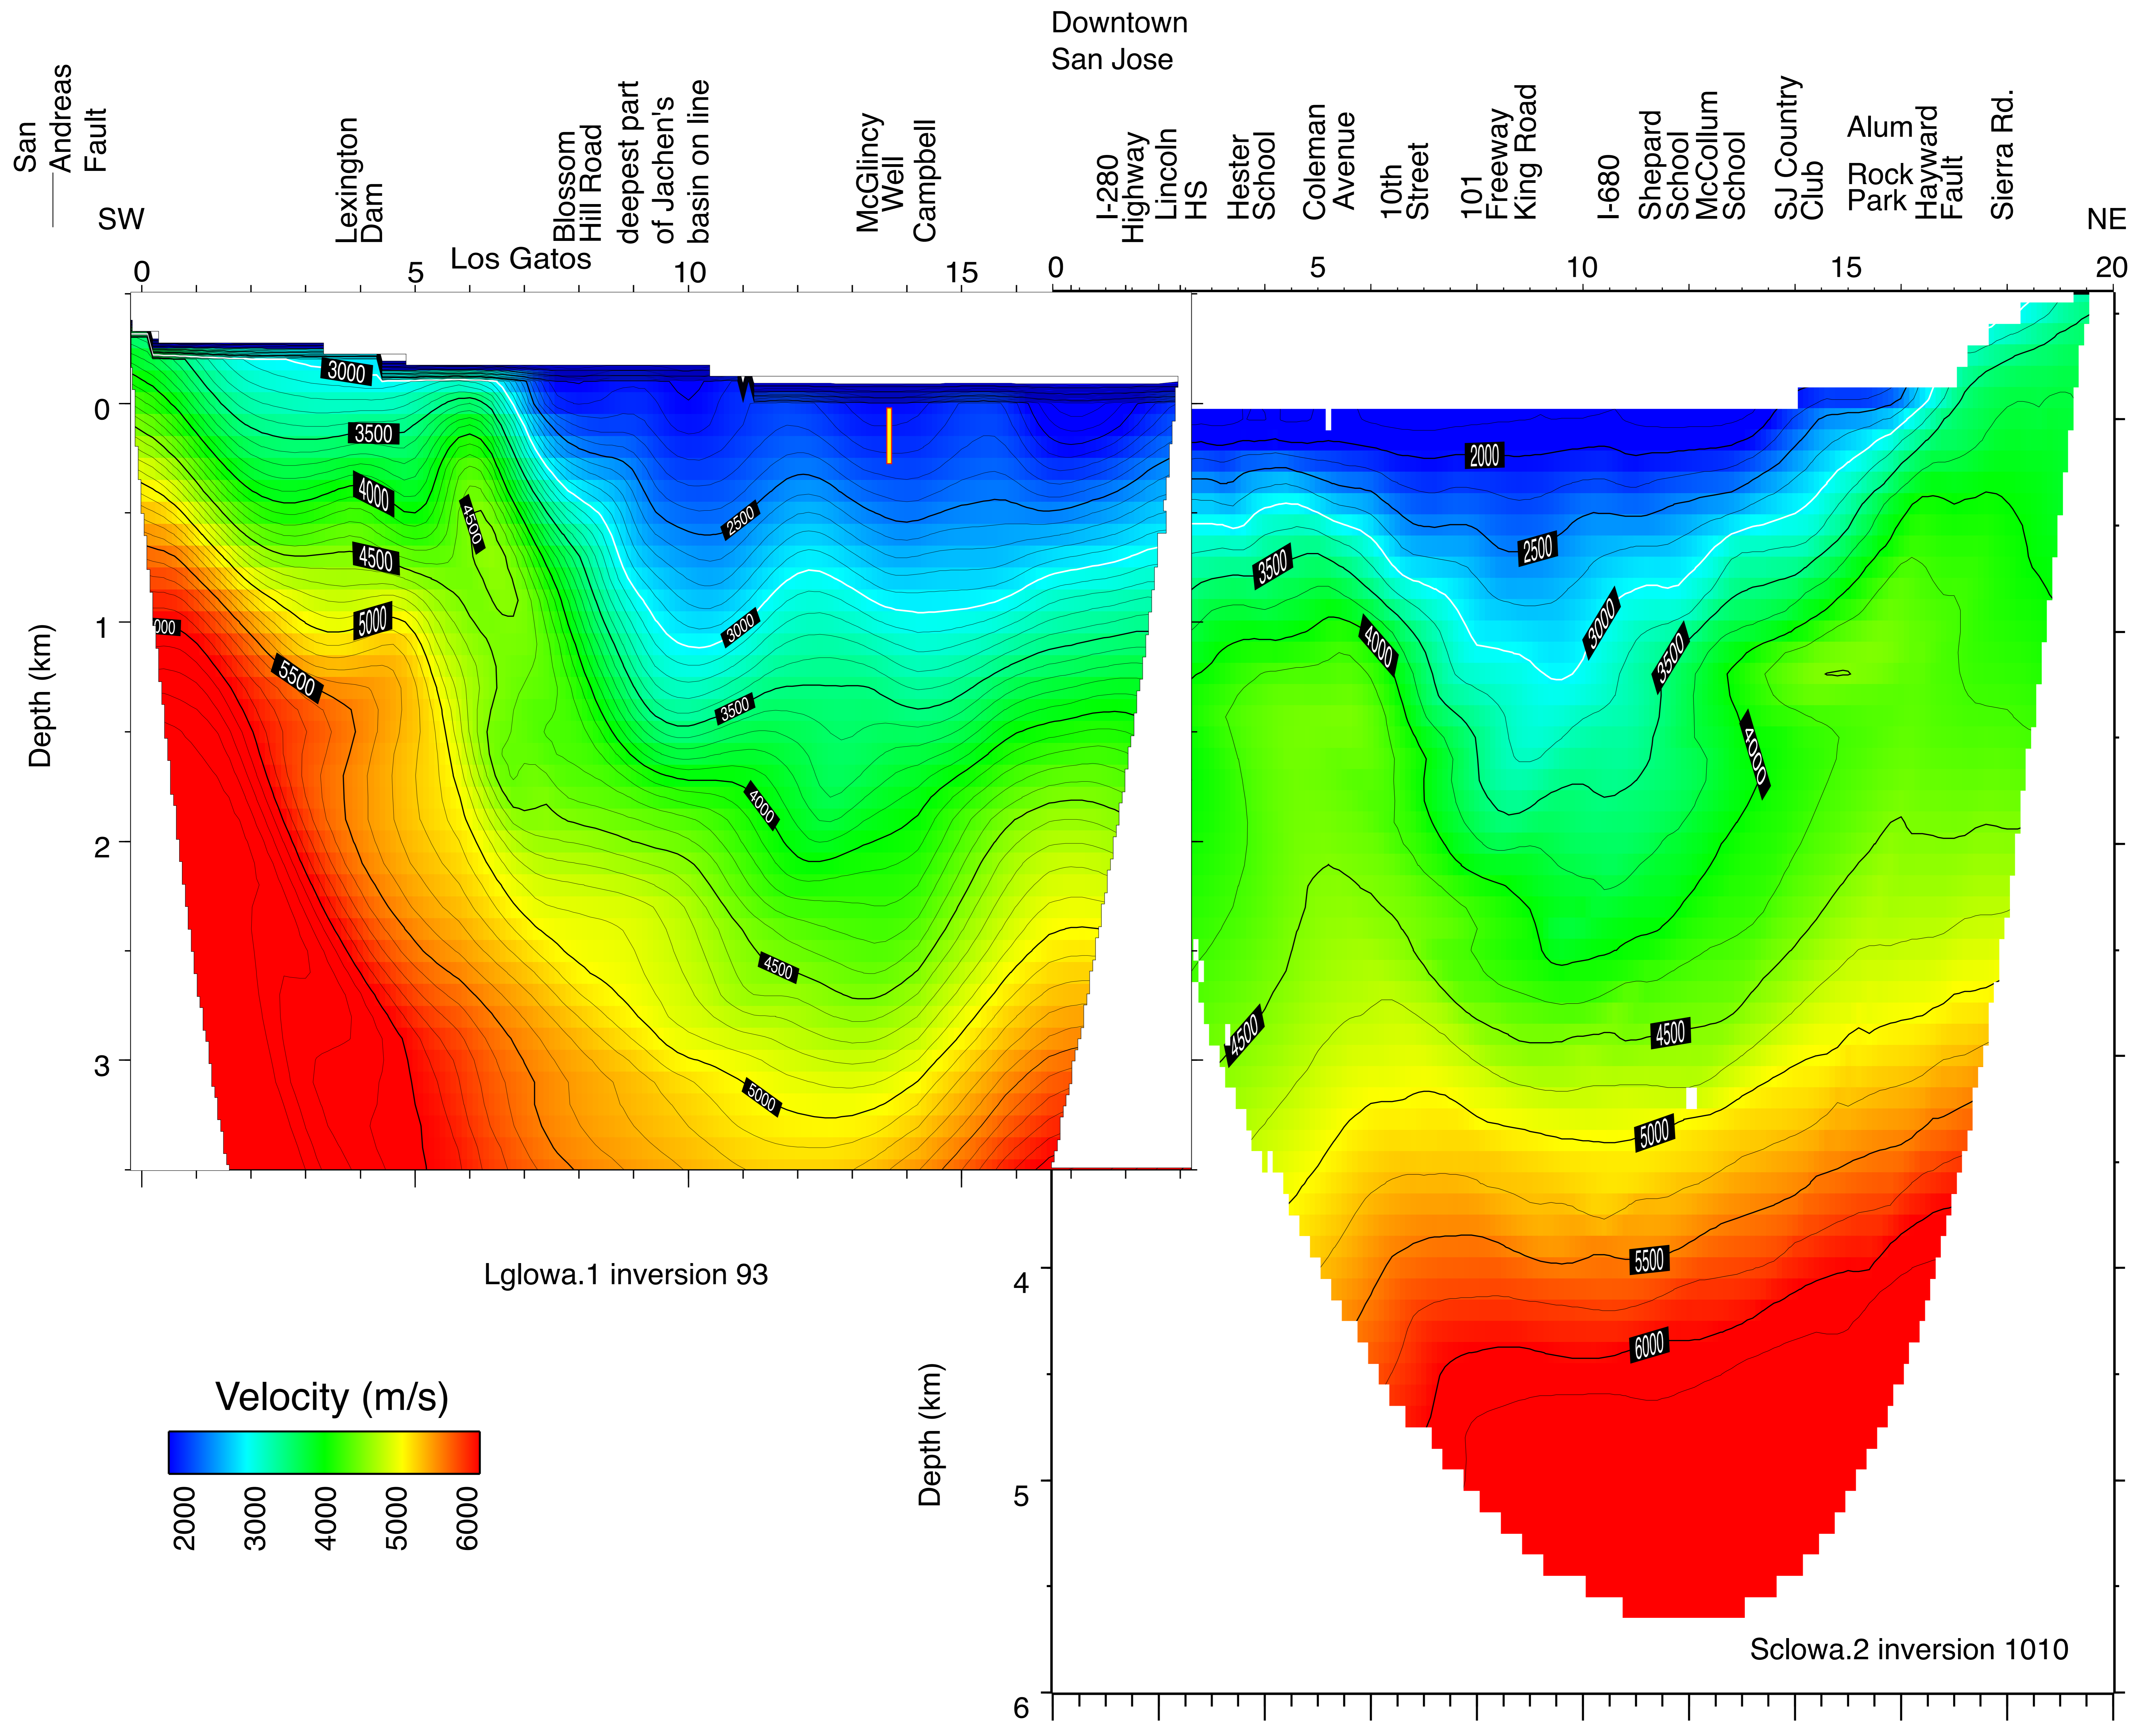 Downtown
San Jose
San
Andreas
Fault
SW
Lexington
Dam
Los Gatos
Blossom
Hill Road
deepest part
of Jachen's
basin on line
McGlincy
Well
Campbell
I-280
Highway
Lincoln
HS
Hester
School
Coleman
Avenue
10th
Street
101
Freeway
King Road
I-680
Shepard
School
McCollum
School
SJ Country
Club
Alum
Rock
Park
Hayward
Fault
Sierra Rd.
NE
0 5 10 15
0 5 10 15 20
Depth (km)
0
1
2
3
3000
3500
4000
4500
4500
5000
000
5500
2500
3000
3500
4000
4500
5000
2000
2500
3500
3000
4000
3500
4000
4500
4500
5000
5500
6000
Lglowa.1 inversion 93
Velocity (m/s)
2000
3000
4000
5000
6000
Depth (km)
4
5
6
Sclowa.2 inversion 1010